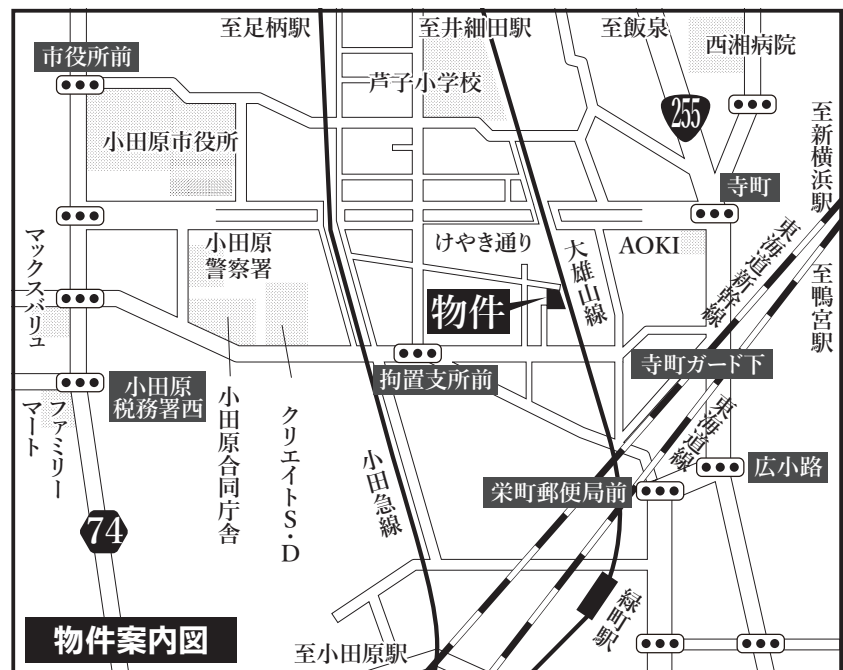 至足柄駅
至井細田駅
至飯泉
西湘病院
市役所前
芦子小学校
255
小田原市役所
至新横浜駅
寺町
マックスバリュ
小田原
警察署
けやき通り
大雄山線
AOKI
東海道新幹線
至鴨宮駅
物件
拘置支所前
寺町ガード下
小田原
税務署西
ファミリー
マート
小田原合同庁舎
クリエイトS・D
小田急線
東海道線
栄町郵便局前
広小路
74
緑町駅
物件案内図
至小田原駅